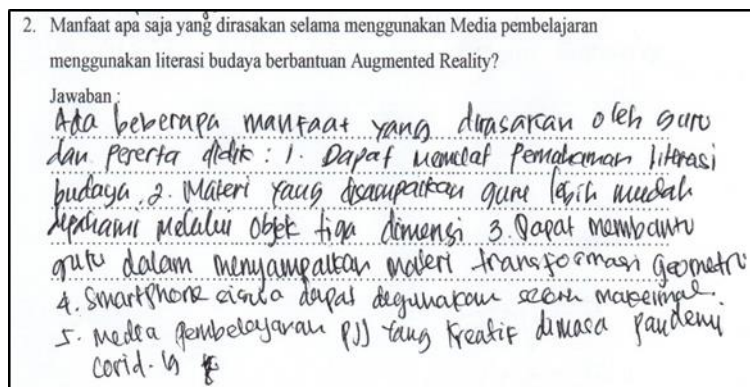 2. Manfaat apa saja yang dirasakan selama menggunakan Media pembelajaran
menggunakan literasi budaya berbantuan Augmented Reality?
Jawaban :
Ada beberapa manfaat yang dirasakan oleh guru
dan peserta didik : 1. Dapat pemahaman literasi
budaya. 2. Materi yang disampaikan guru lebih mudah
dipahami melalui objek tiga dimensi 3. Dapat membantu
guru dalam menyampaikan materi transformasi geometri
4. Smartphone siswa dapat digunakan secara maksimal.
5. Media pembelajaran PJJ yang kreatif dimasa pandemi
covid-19